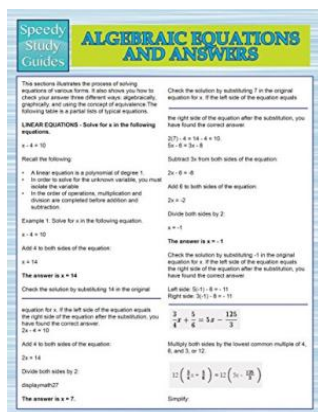 Speedy
Study
Guides
ALGEBRAIC EQUATIONS
AND ANSWERS
This sections illustrates the process of solving
equations of various forms. It also shows you how to
check your answer three different ways: algebraically,
graphically, and using the concept of equivalence.The
following table is a partial lists of typical equations.
LINEAR EQUATIONS - Solve for x in the following
equations.
x - 4 = 10
Recall the following:
• A linear equation is a polynomial of degree 1.
• In order to solve for the unknown variable, you must
isolate the variable
• In the order of operations, multiplication and
division are completed before addition and
subtraction.
Example 1: Solve for x in the following equation.
x - 4 = 10
Add 4 to both sides of the equation:
x = 14
The answer is x = 14
Check the solution by substituting 14 in the original
equation for x. If the left side of the equation equals
the right side of the equation after the substitution, you
have found the correct answer.
2x - 4 = 10
Add 4 to both sides of the equation:
2x = 14
Divide both sides by 2:
displaymath27
The answer is x = 7.
Check the solution by substituting 7 in the original
equation for x. If the left side of the equation equals
the right side of the equation after the substitution, you
have found the correct answer.
2(7) - 4 = 14 - 4 = 10.
5x - 6 = 3x - 8
Subtract 3x from both sides of the equation:
2x - 6 = -8
Add 6 to both sides of the equation:
2x = -2
Divide both sides by 2:
x = -1
The answer is x = - 1
Check the solution by substituting -1 in the original
equation for x. If the left side of the equation equals
the right side of the equation after the substitution, you
have found the correct answer.
Left side: 5(-1) - 6 = - 11
Right side: 3(-1) - 8 = - 11
3/4 x + 5/6 = 5x - 125/3
Multiply both sides by the lowest common multiple of 4,
6, and 3, or 12.
Simplify: